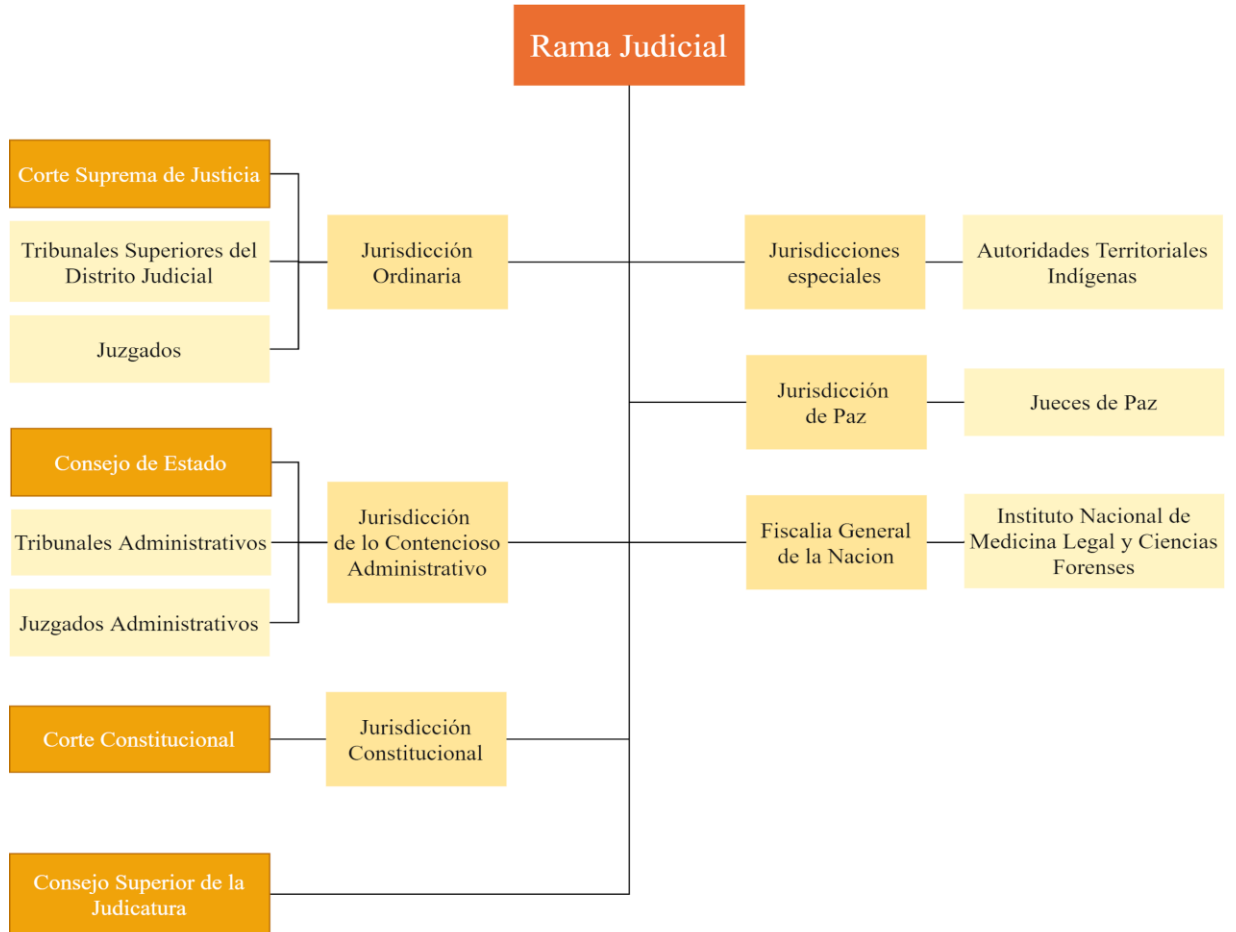 Rama Judicial
Corte Suprema de Justicia
Tribunales Superiores del
Distrito Judicial
Juzgados
Jurisdicción
Ordinaria
Consejo de Estado
Tribunales Administrativos
Juzgados Administrativos
Jurisdicción
de lo Contencioso
Administrativo
Corte Constitucional
Jurisdicción
Constitucional
Consejo Superior de la
Judicatura
Jurisdicciones
especiales
Autoridades Territoriales
Indígenas
Jurisdicción
de Paz
Jueces de Paz
Fiscalia General
de la Nacion
Instituto Nacional de
Medicina Legal y Ciencias
Forenses